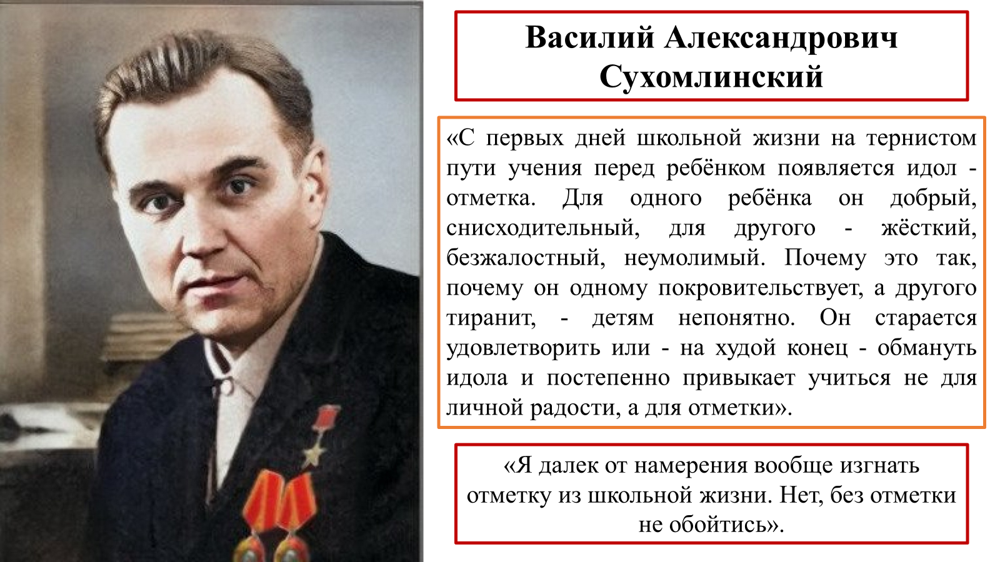 Василий Александрович
Сухомлинский
«С первых дней школьной жизни на тернистом
пути учения перед ребёнком появляется идол -
отметка. Для одного ребёнка он добрый,
снисходительный, для другого - жёсткий,
безжалостный, неумолимый. Почему это так,
почему он одному покровительствует, а другого
тиранит, - детям непонятно. Он старается
удовлетворить или - на худой конец - обмануть
идола и постепенно привыкает учиться не для
личной радости, а для отметки».
«Я далек от намерения вообще изгнать
отметку из школьной жизни. Нет, без отметки
не обойтись».